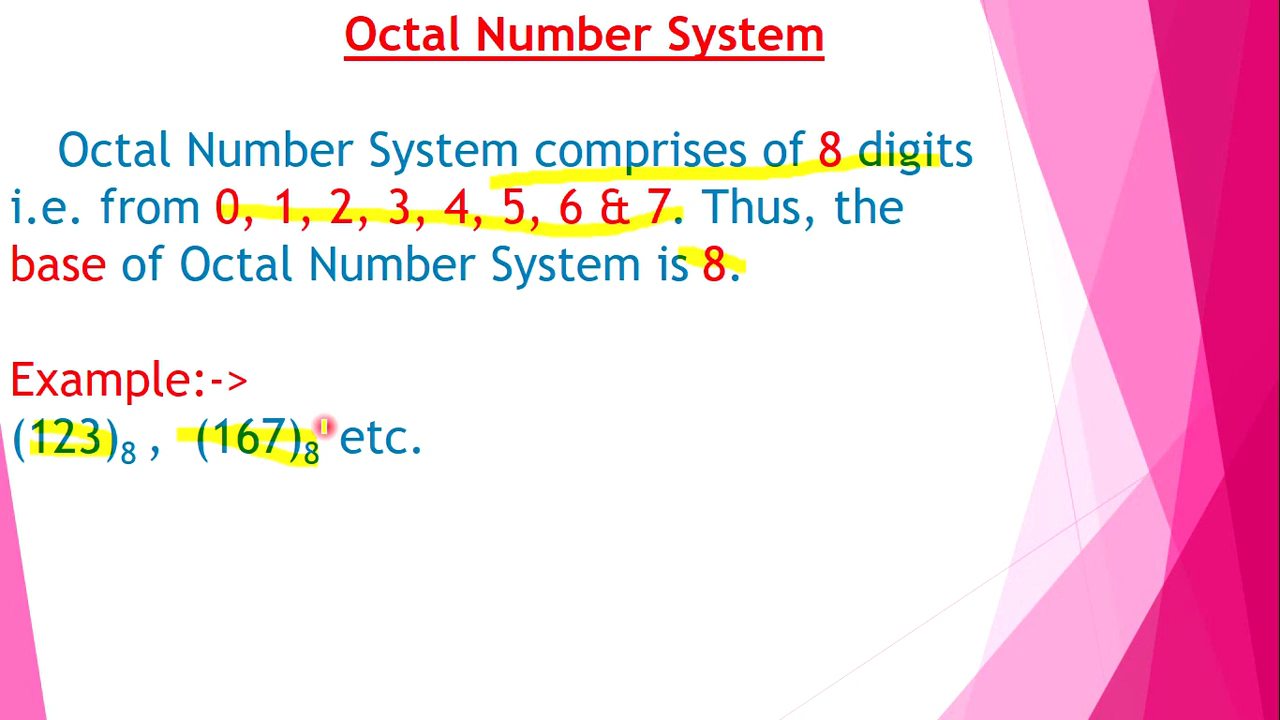 Octal Number System
Octal Number System comprises of 8 digits
i.e. from 0, 1, 2, 3, 4, 5, 6 & 7. Thus, the
base of Octal Number System is 8.
Example:->
(123)₈ , (167)₈ etc.